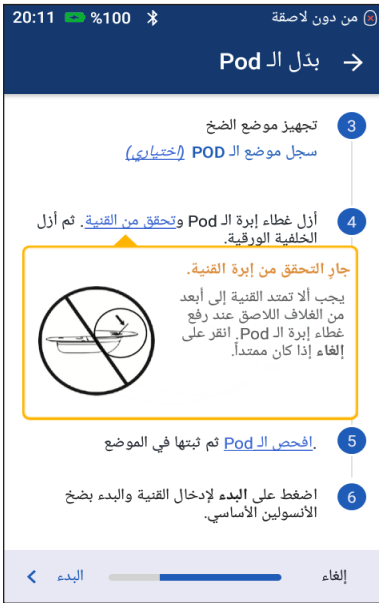 من دون لاصقة
%100 20:11
بدّل الـ Pod
3 تجهيز موضع الضخ
سجل موضع الـ POD (اختياري)
4 أزل غطاء إبرة الـ Pod وتحقق من القنية. ثم أزل
الخلفية الورقية.
جارٍ التحقق من إبرة القنية.
يجب ألا تمتد القنية إلى أبعد
من الغلاف اللاصق عند رفع
غطاء إبرة الـ Pod. انقر على
إلغاء إذا كان ممتداً.
5 .افحص الـ Pod ثم ثبتها في الموضع
6 اضغط على البدء لإدخال القنية والبدء بضخ
الأنسولين الأساسي.
إلغاء
البدء